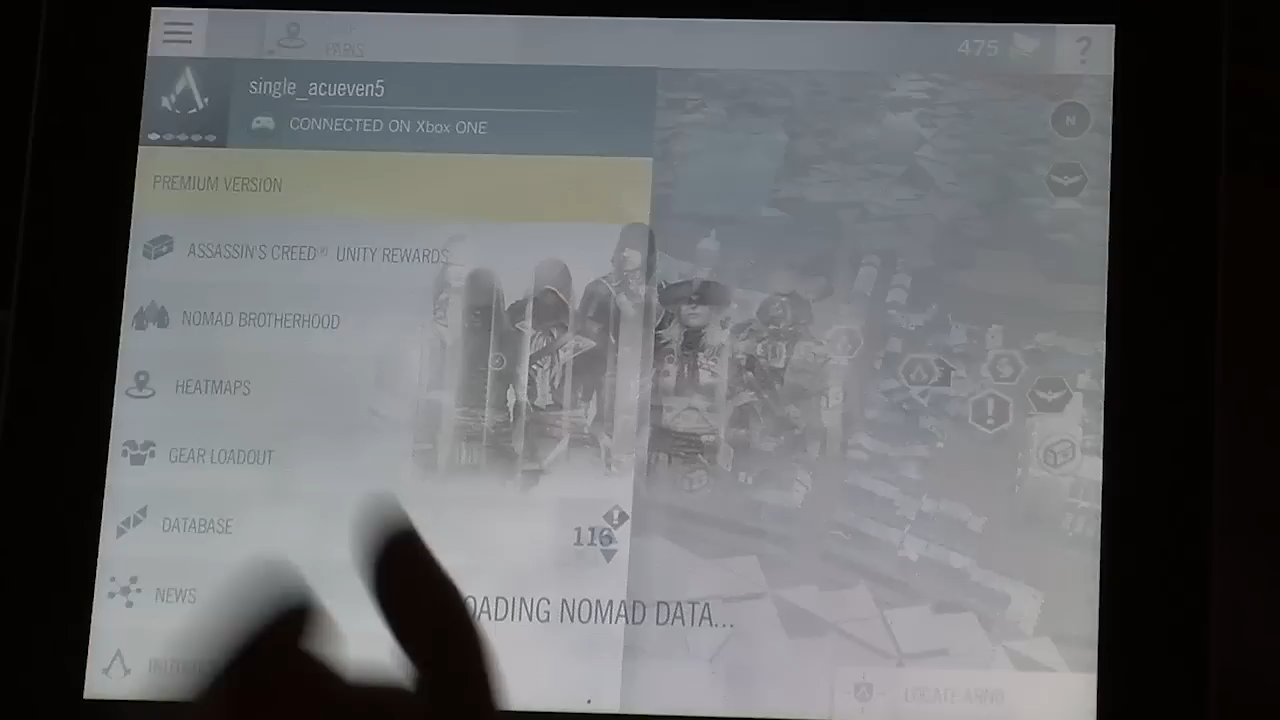 PARIS
475
?
single_acueven5
CONNECTED ON Xbox ONE
N
PREMIUM VERSION
ASSASSIN'S CREED® UNITY REWARDS
NOMAD BROTHERHOOD
HEATMAPS
GEAR LOADOUT
DATABASE
116
NEWS
OADING NOMAD DATA...
LOCATE ARNO